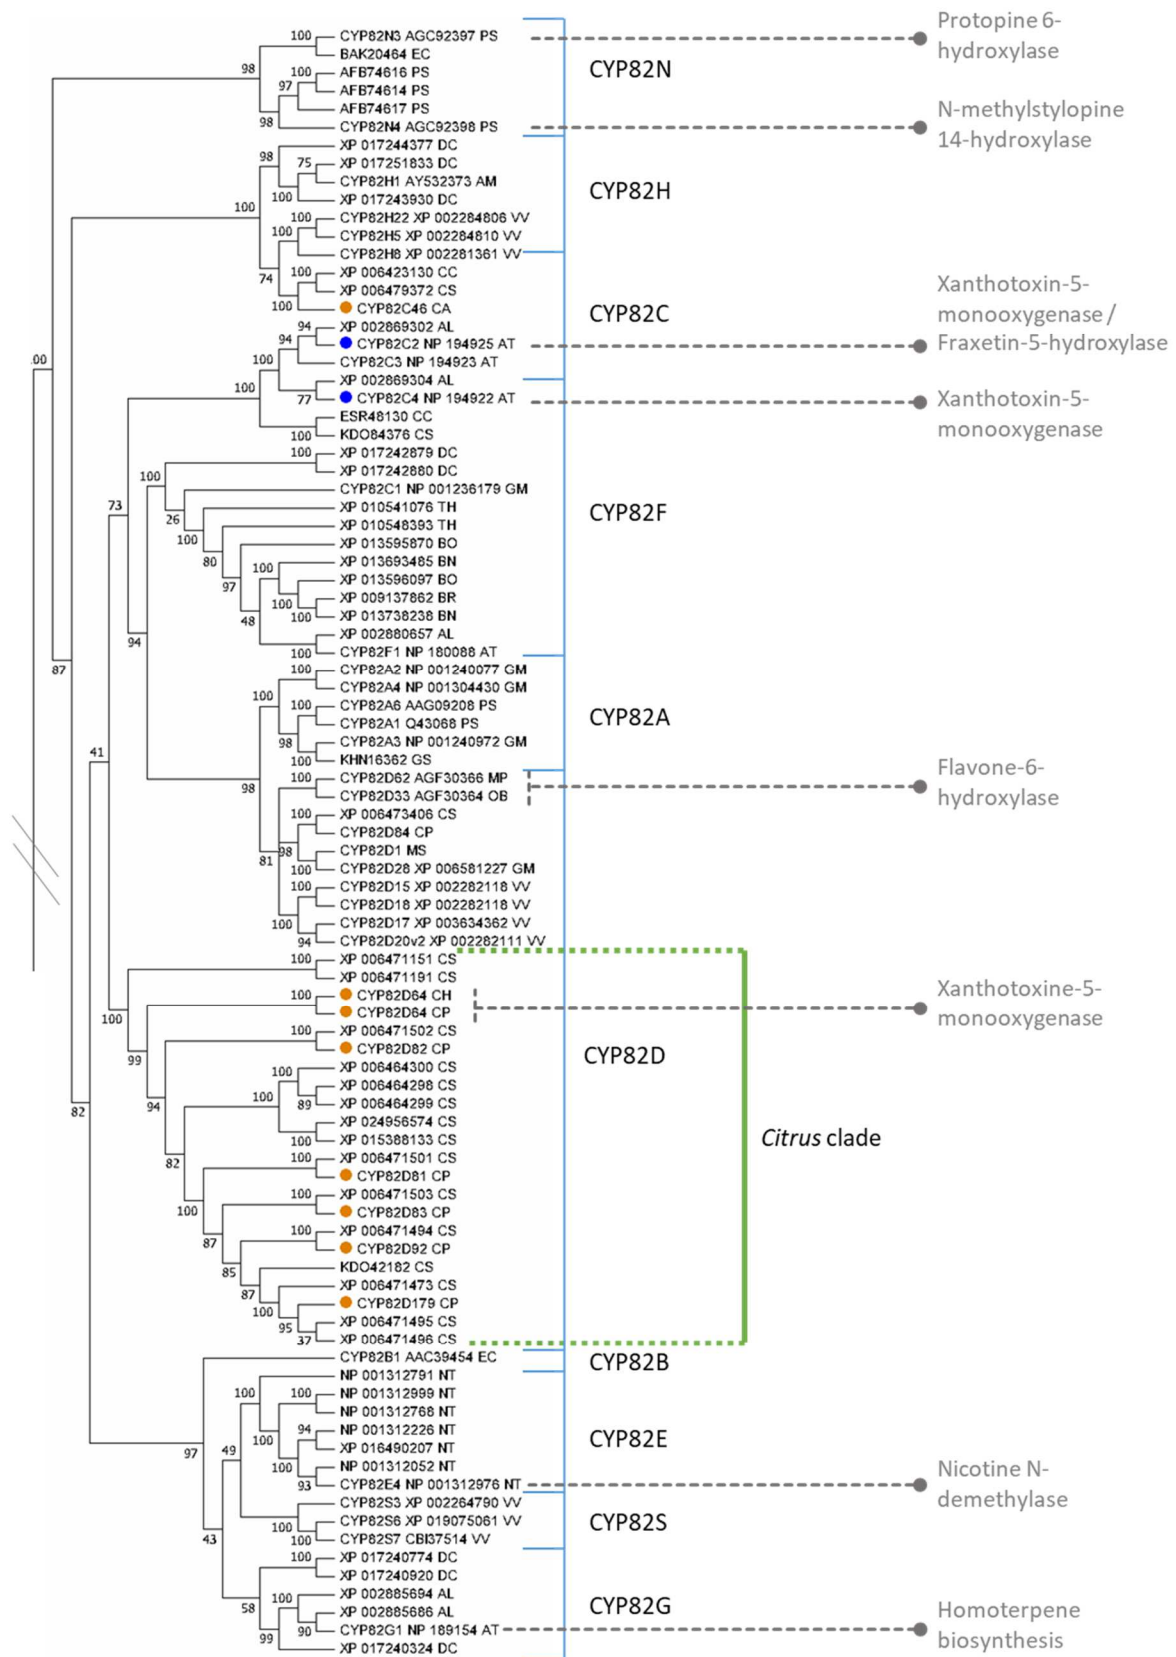 Protopine 6-
hydroxylase
100 CYP82N3 AGC92397 PS
BAK20464 EC
98 CYP82N
100 AFB74616 PS
97 AFB74614 PS
AFB74617 PS
98 CYP82N4 AGC92398 PS
N-methylstylopine
14-hydroxylase
XP 017244377 DC
98 75 XP 017251833 DC
CYP82H1 AY532373 AM
CYP82H
100 XP 017243930 DC
100
100 CYP82H22 XP 002284806 VV
CYP82H5 XP 002284810 VV
100 CYP82H8 XP 002281361 VV
74
100 XP 006423130 CC
XP 006479372 CS
100 CYP82C46 CA
CYP82C
Xanthotoxin-5-
monooxygenase /
Fraxetin-5-hydroxylase
94 XP 002869302 AL
94 CYP82C2 NP 194925 AT
CYP82C3 NP 194923 AT
100 XP 002869304 AL
77 CYP82C4 NP 194922 AT
Xanthotoxin-5-
monooxygenase
ESR48130 CC
100 KDO84376 CS
.00
100 XP 017242879 DC
XP 017242880 DC
100 CYP82C1 NP 001236179 GM
73 XP 010541076 TH
CYP82F
26 XP 010548393 TH
100 XP 013595870 BO
80 100 XP 013693485 BN
97 XP 013596097 BO
100 XP 009137862 BR
48 100 XP 013738238 BN
XP 002880657 AL
94 100 CYP82F1 NP 180088 AT
87
100 CYP82A2 NP 001240077 GM
CYP82A4 NP 001304430 GM
100 CYP82A6 AAG09208 PS
CYP82A1 Q43068 PS
CYP82A
98 CYP82A3 NP 001240972 GM
41 100 KHN16362 GS
98 100 CYP82D62 AGF30366 MP
CYP82D33 AGF30364 OB
Flavone-6-
hydroxylase
XP 006473406 CS
CYP82D84 CP
81 98 CYP82D1 MS
100 CYP82D28 XP 006581227 GM
100 CYP82D15 XP 002282118 VV
CYP82D18 XP 002282118 VV
100 CYP82D17 XP 003634362 VV
94 CYP82D20v2 XP 002282111 VV
100 XP 006471151 CS
XP 006471191 CS
100 CYP82D64 CH
CYP82D64 CP
Xanthotoxine-5-
monooxygenase
100
100 XP 006471502 CS
CYP82D82 CP
99
CYP82D
XP 006464300 CS
100 XP 006464298 CS
89 XP 006464299 CS
100
94
82
XP 024956574 CS
100 XP 015388133 CS
Citrus clade
82
100 XP 006471501 CS
CYP82D81 CP
100 XP 006471503 CS
100 CYP82D83 CP
100 XP 006471494 CS
87 CYP82D92 CP
85 KDO42182 CS
87 XP 006471473 CS
100 CYP82D179 CP
95 XP 006471495 CS
37 XP 006471496 CS
CYP82B1 AAC39454 EC
CYP82B
NP 001312791 NT
100 100 NP 001312999 NT
NP 001312768 NT
94 NP 001312226 NT
100 XP 016490207 NT
CYP82E
97 49
100 NP 001312052 NT
93 CYP82E4 NP 001312976 NT
Nicotine N-
demethylase
CYP82S3 XP 002264790 VV
100 CYP82S6 XP 019075061 VV
CYP82S
43 100 CYP82S7 CBI37514 VV
100 XP 017240774 DC
XP 017240920 DC
100 XP 002885694 AL
58 XP 002885686 AL
CYP82G
90 CYP82G1 NP 189154 AT
99 XP 017240324 DC
Homoterpene
biosynthesis